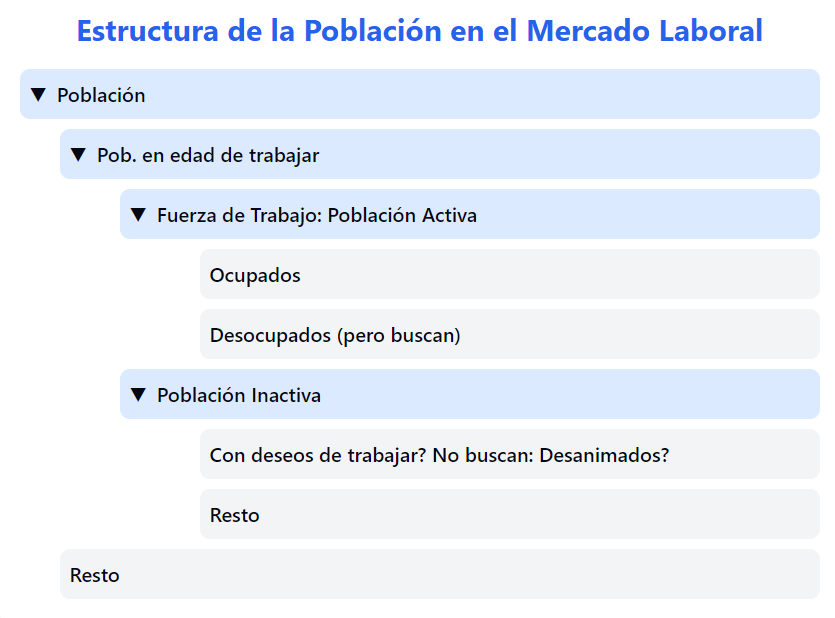 Estructura de la Población en el Mercado Laboral
▼ Población
▼ Pob. en edad de trabajar
▼ Fuerza de Trabajo: Población Activa
Ocupados
Desocupados (pero buscan)
▼ Población Inactiva
Con deseos de trabajar? No buscan: Desanimados?
Resto
Resto